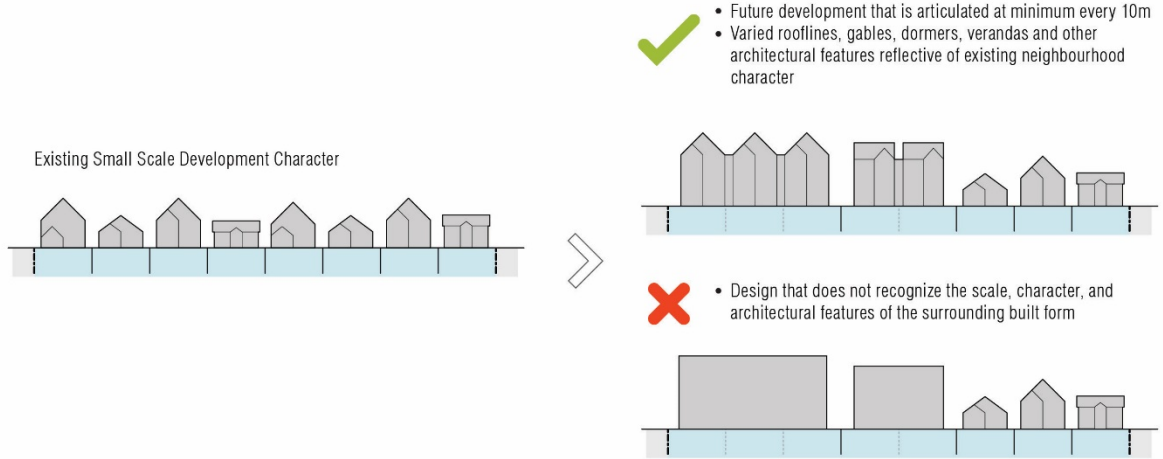 Existing Small Scale Development Character
• Future development that is articulated at minimum every 10m
• Varied rooflines, gables, dormers, verandas and other
architectural features reflective of existing neighbourhood
character
• Design that does not recognize the scale, character, and
architectural features of the surrounding built form